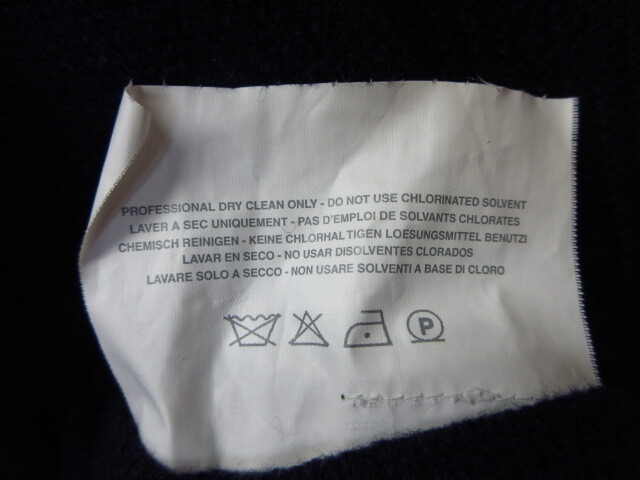 PROFESSIONAL DRY CLEAN ONLY - DO NOT USE CHLORINATED SOLVENT
LAVER A SEC UNIQUEMENT - PAS D'EMPLOI DE SOLVANTS CHLORATES
CHEMISCH REINIGEN - KEINE CHLORHALTIGEN LOESUNGSMITTEL BENUTZI
LAVAR EN SECO - NO USAR DISOLVENTES CLORADOS
LAVARE SOLO A SECCO - NON USARE SOLVENTI A BASE DI CLORO
P